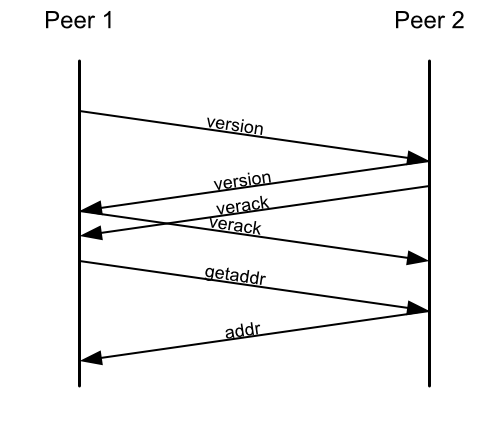 Peer 1
Peer 2
version
version
verack
verack
getaddr
addr